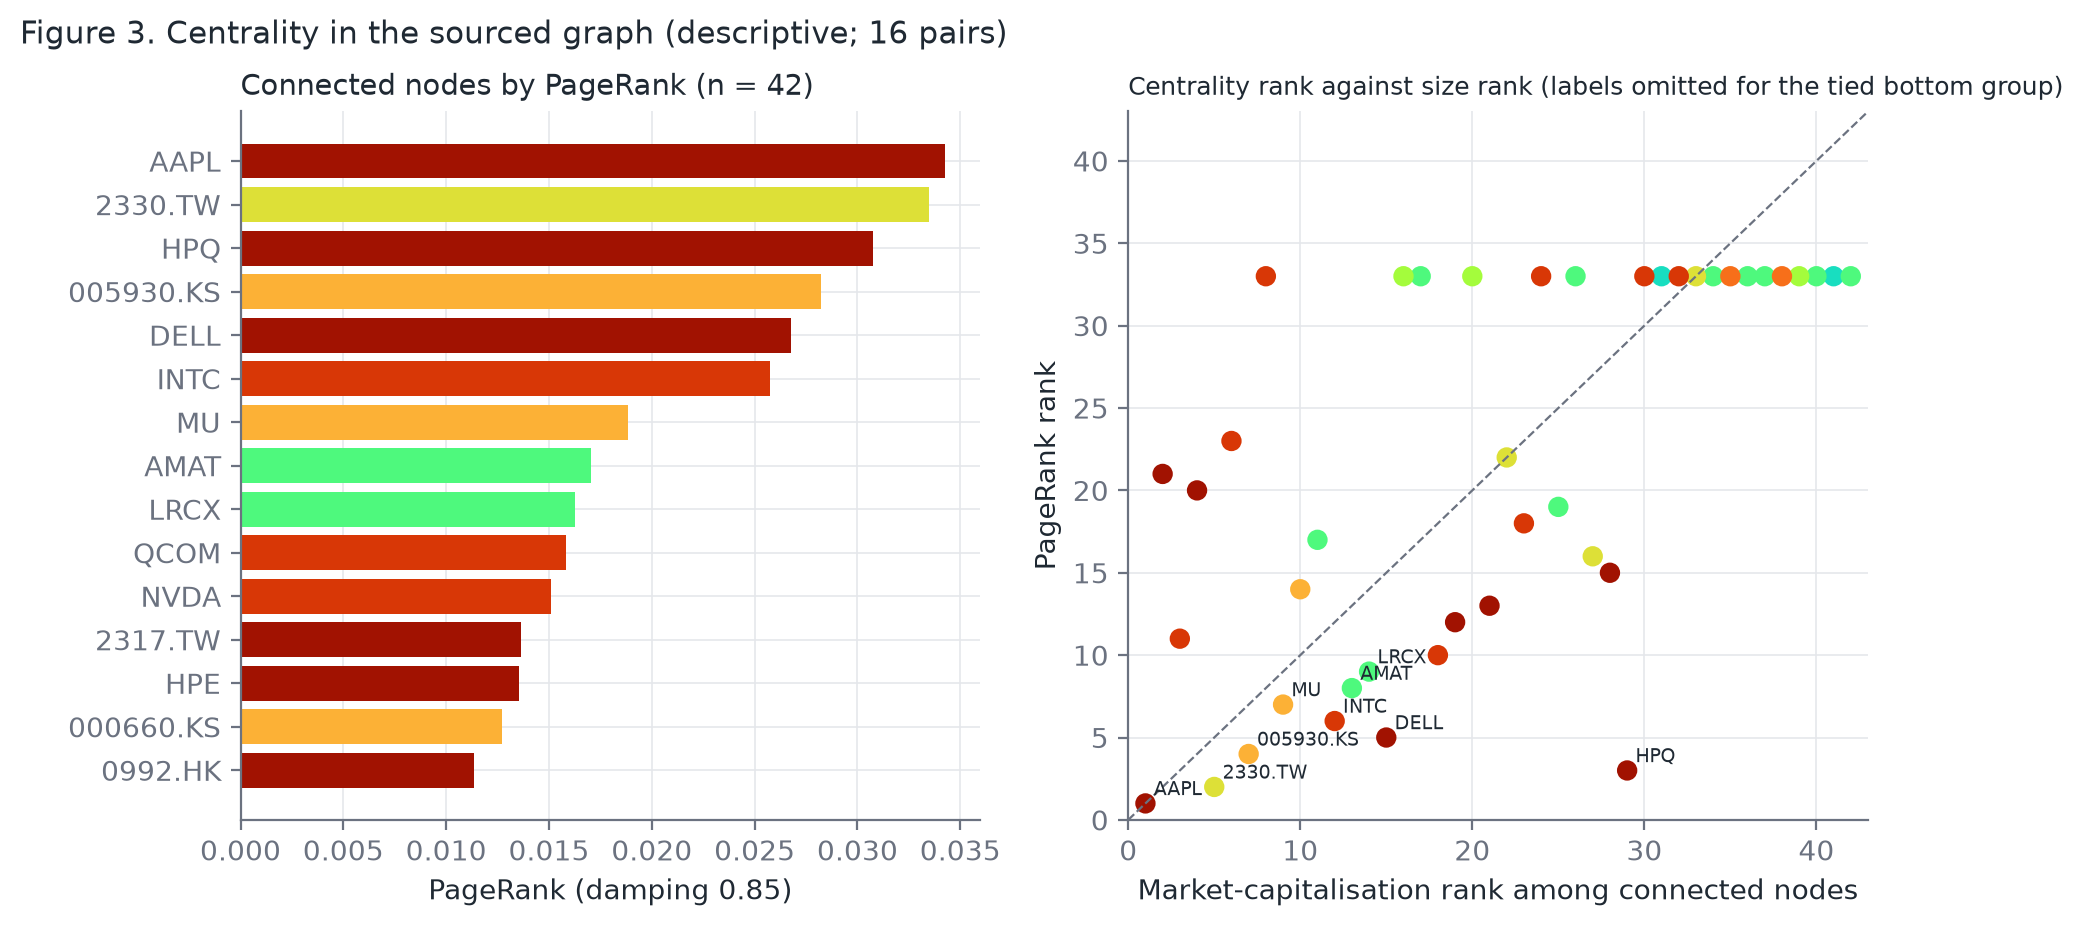 Figure 3. Centrality in the sourced graph (descriptive; 16 pairs)
Connected nodes by PageRank (n = 42)
AAPL
2330.TW
HPQ
005930.KS
DELL
INTC
MU
AMAT
LRCX
QCOM
NVDA
2317.TW
HPE
000660.KS
0992.HK
0.000 0.005 0.010 0.015 0.020 0.025 0.030 0.035
PageRank (damping 0.85)
Centrality rank against size rank (labels omitted for the tied bottom group)
PageRank rank
40
35
30
25
20
15
10
5
0
LRCX
AMAT
MU
INTC
DELL
005930.KS
HPQ
2330.TW
AAPL
0 10 20 30 40
Market-capitalisation rank among connected nodes